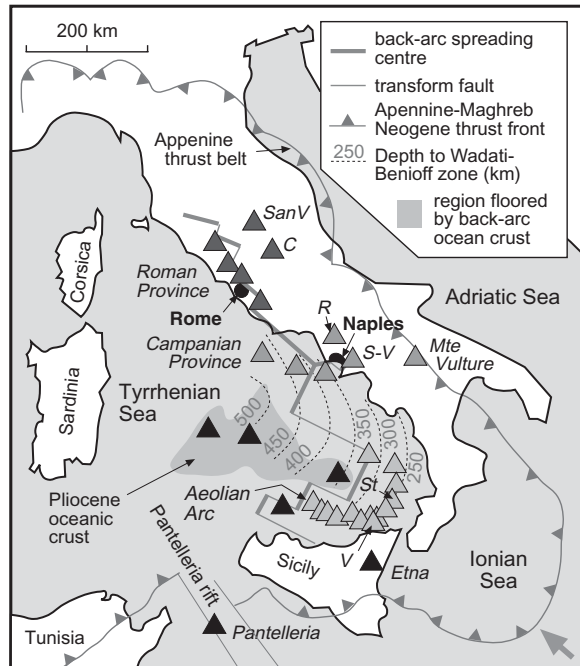 200 km
back-arc spreading
centre
transform fault
Apennine-Maghreb
Neogene thrust front
250
Depth to Wadati-
Benioff zone (km)
region floored
by back-arc
ocean crust
Appenine
thrust belt
SanV
C
Corsica
Roman
Province
Rome
Adriatic Sea
R
Naples
Campanian
Province
S-V
Mte
Vulture
Sardinia
Tyrrhenian
Sea
500
450
400
350
300
250
Pliocene
oceanic
crust
Aeolian
Arc
St
V
Sicily
Etna
Ionian
Sea
Pantelleria rift
Tunisia
Pantelleria